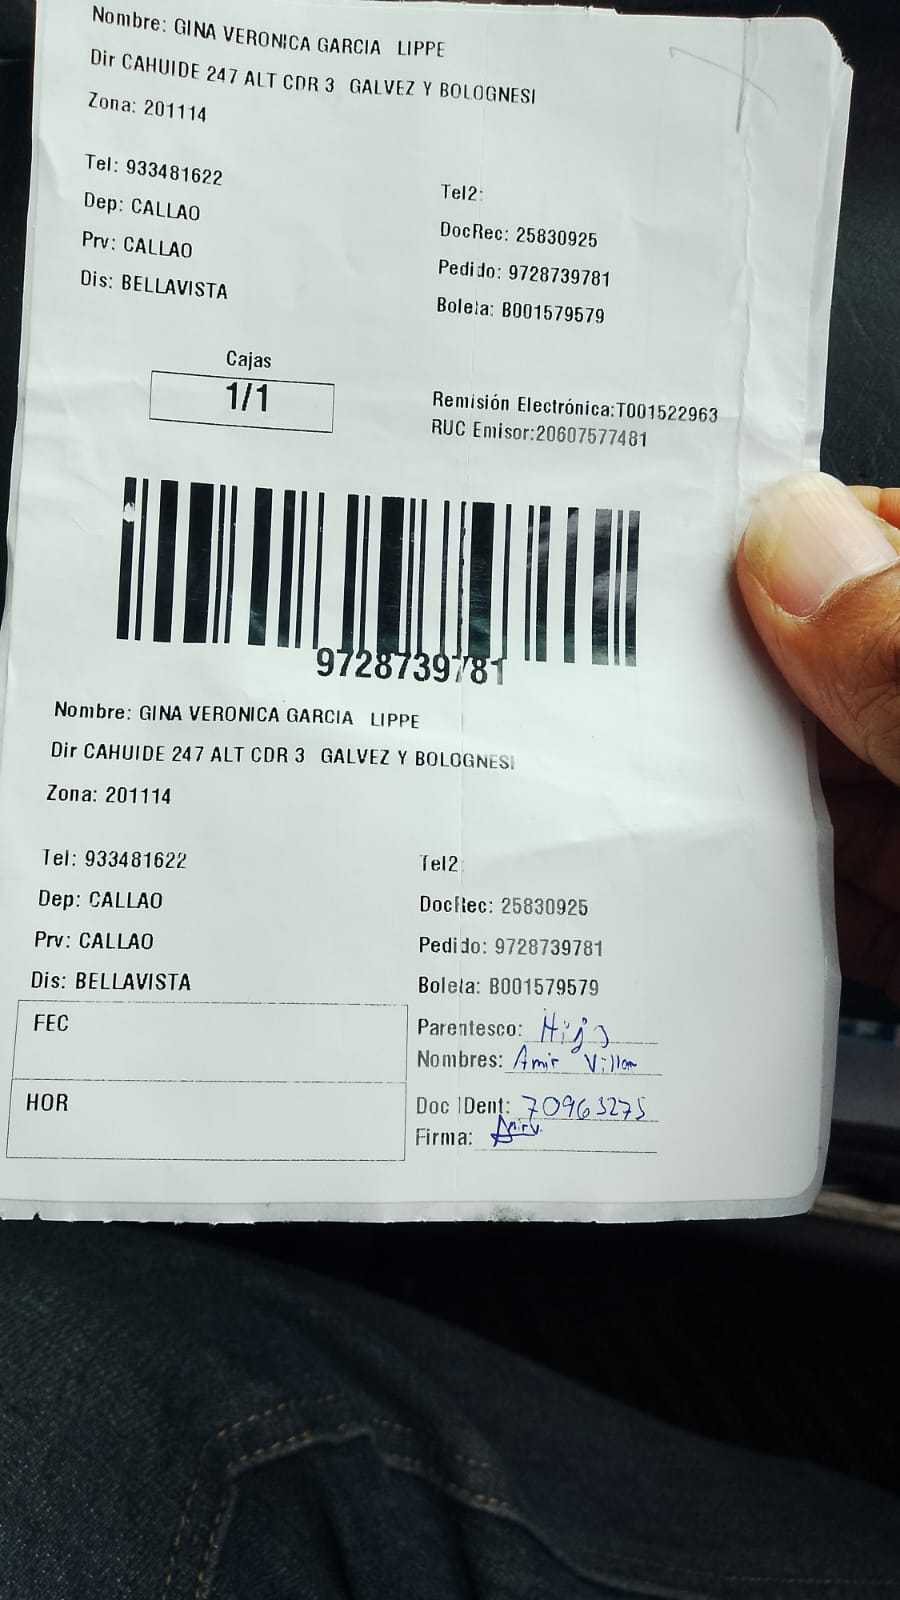 Nombre: GINA VERONICA GARCIA LIPPE
Dir CAHUIDE 247 ALT CDR 3 GALVEZ Y BOLOGNESI
Zona: 201114
Tel: 933481622
Tel2:
Dep: CALLAO
DocRec: 25830925
Prv: CALLAO
Pedido: 9728739781
Dis: BELLAVISTA
Boleta: B001579579
Cajas
1/1
Remisión Electrónica:T001522963
RUC Emisor:20607577481
9728739781
Nombre: GINA VERONICA GARCIA LIPPE
Dir CAHUIDE 247 ALT CDR 3 GALVEZ Y BOLOGNESI
Zona: 201114
Tel: 933481622
Tel2:
Dep: CALLAO
DocRec: 25830925
Prv: CALLAO
Pedido: 9728739781
Dis: BELLAVISTA
Boleta: B001579579
FEC
Parentesco: Hijo
Nombres: Amir
HOR
Doc IDent: 70963275
Firma: